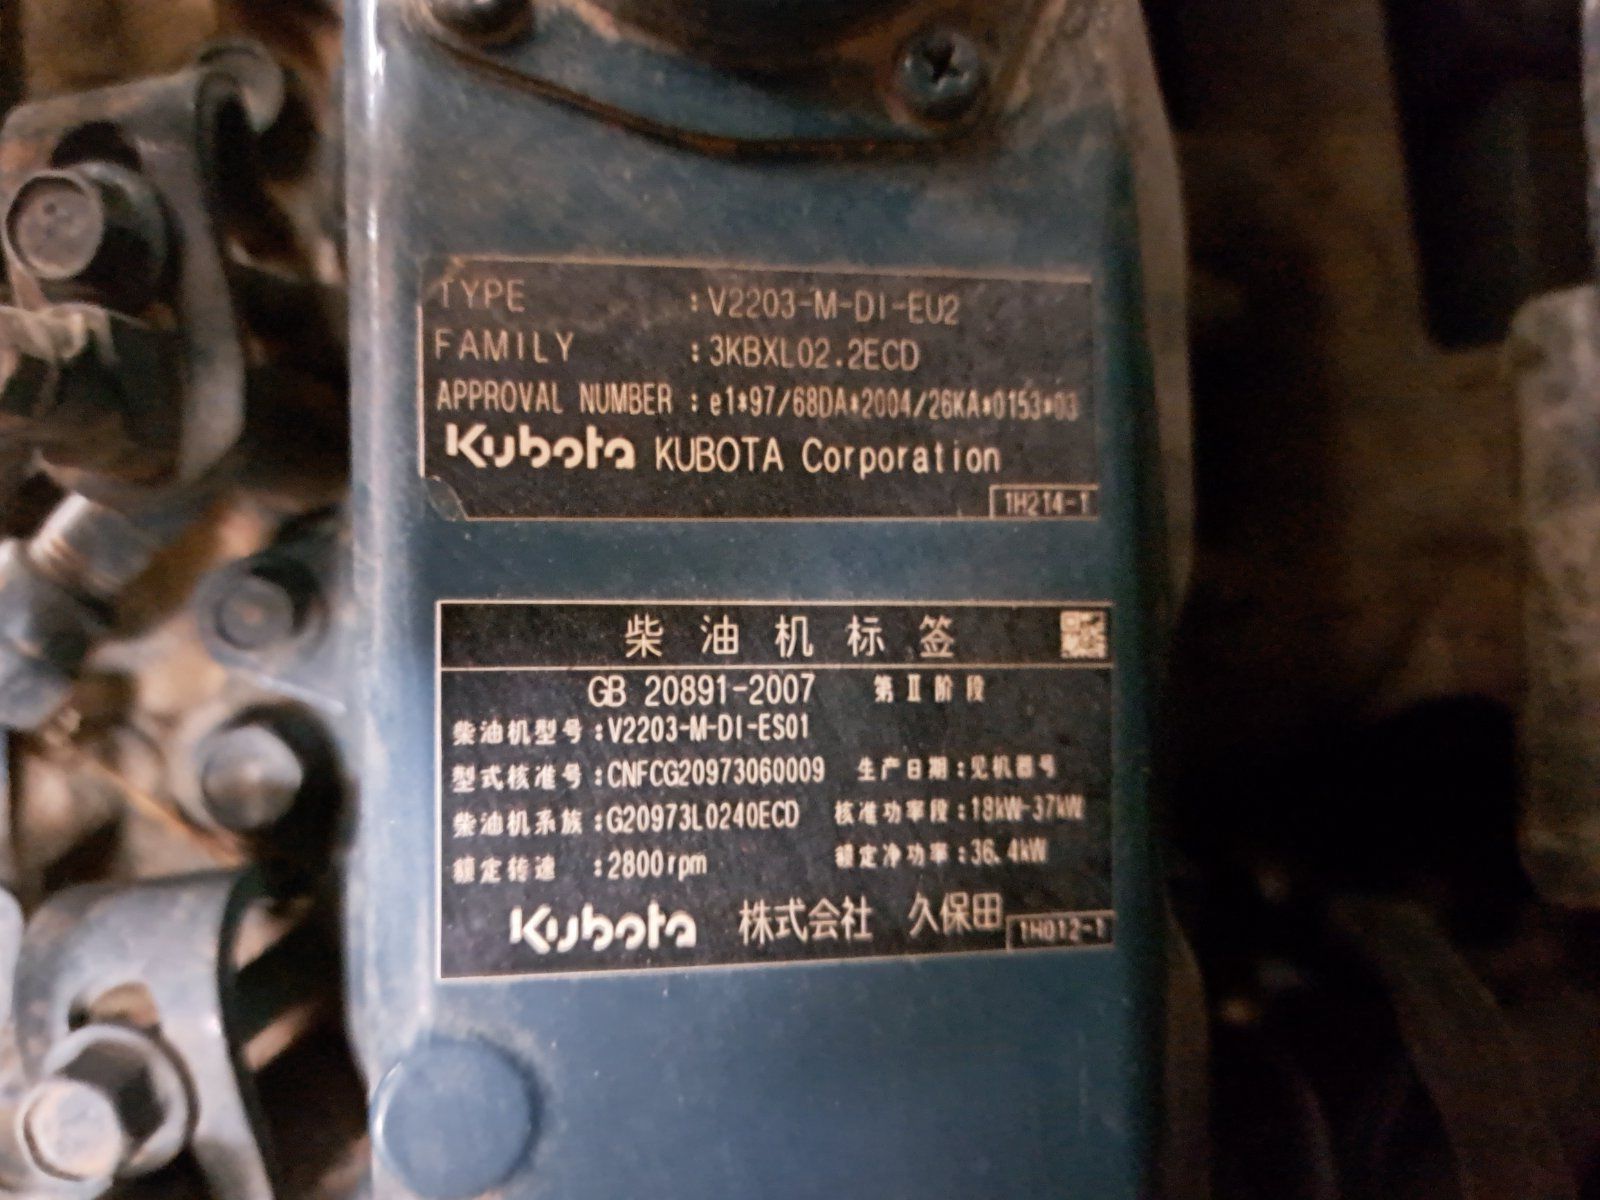 TYPE : V2203-M-DI-EU2
FAMILY : 3KBXL02.2ECD
APPROVAL NUMBER : e1*97/68DA*2004/26KA*0153*03
Kubota KUBOTA Corporation
1H214-1
柴油机标签
GB 20891-2007 第Ⅱ阶段
柴油机型号:V2203-M-DI-ES01
型式核准号:CNFCG20973060009 生产日期:见机器号
柴油机系族:G20973L0240ECD 核准功率段:18kW-37kW
额定转速 :2800rpm 额定净功率:36.4kW
Kubota 株式会社 久保田
1H012-1